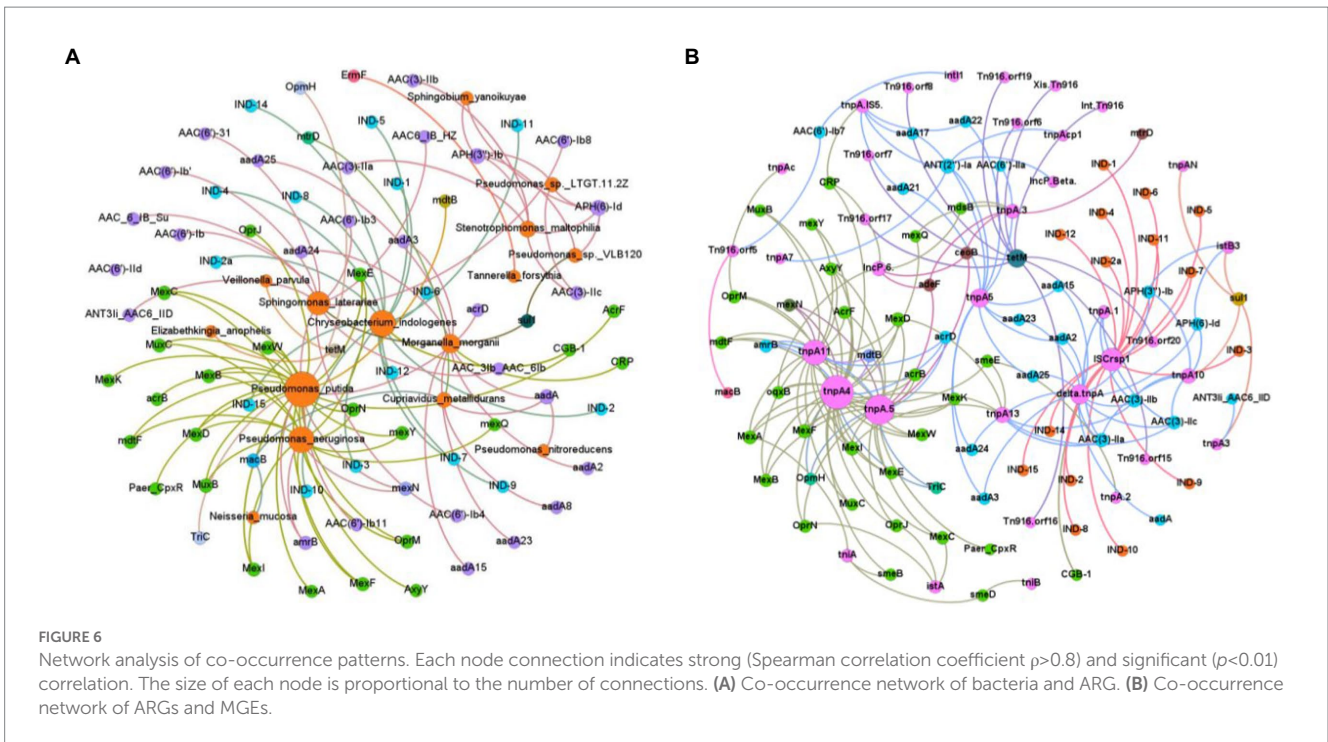 A
ErmF
AAC(3)-IIb
OpmH
Sphingobium_yanoikuyae
IND-14
IND-5
IND-11
AAC(6')-31
mtrD
AAC6_IB_HZ
AAC(6')-Ib8
aadA25
AAC(3)-IIa
APH(3")-Ib
AAC(6')-Ib'
IND-4
IND-8
IND-1
Pseudomonas_sp._LTGT.11.2Z
mdtB
APH(6)-Id
AAC_6_IB_Su
AAC(6')-Ib3
Stenotrophomonas_maltophilia
AAC(6')-Ib
OprJ
aadA24
aadA3
Pseudomonas_sp._VLB120
AAC(6')-IId
IND-2a
MexE
Tannerella_forsythia
Veillonella_parvula
MexC
IND-6
AAC(3)-IIc
Sphingomonas_laterariae
acrD
ANT3Ii_AAC6_IID
Chryseobacterium_indologenes
sul1
AcrF
Elizabethkingia_anophelis
MuxC
MexW
tetM
Morganella_morganii
CGB-1
CRP
MexK
MexB
IND-12
AAC_3Ib_AAC_6Ib
Pseudomonas_putida
acrB
aadA
IND-15
OprN
Cupriavidus_metallidurans
IND-2
mdtF
MexD
Pseudomonas_aeruginosa
mexY
mexQ
Pseudomonas_nitroreducens
macB
IND-3
IND-7
aadA2
Paer_CpxR
MuxB
IND-10
mexN
IND-9
Neisseria_mucosa
AAC(6')-Ib11
AAC(6')-Ib4
aadA8
TriC
amrB
OprM
aadA23
MexI
aadA15
MexA
MexF
AxyY
B
intI1
Tn916.orf19
Tn916.orf8
Xis.Tn916
tnpA.IS5.
Int.Tn916
AAC(6')-Ib7
aadA22
Tn916.orf6
aadA17
tnpAcp1
mtrD
Tn916.orf7
ANT(2")-Ia
AAC(6')-IIa
IND-1
tnpAN
tnpAc
CRP
aadA21
IncP.Beta.
IND-6
MuxB
mdsB
tnpA.3
IND-4
IND-5
mexY
Tn916.orf17
mexQ
IND-12
IND-11
istB3
Tn916.orf5
tnpA7
AxyY
IncP.6.
ceoB
tetM
IND-2a
IND-7
OprM
adeF
aadA15
APH(3")-Ib
sul1
mexN
AcrF
MexD
tnpA5
tnpA.1
APH(6)-Id
mdtF
amrB
tnpA11
mdtB
acrD
aadA23
aadA2
Tn916.orf20
IND-3
oqxB
tnpA4
acrB
smeE
ISCrsp1
tnpA.5
MexK
aadA25
delta.tnpA
tnpA10
ANT3Ii_AAC6_IID
MexA
MexF
MexW
tnpA13
AAC(3)-IIb
AAC(3)-IIc
MexI
IND-14
AAC(3)-IIa
tnpA3
MexB
OpmH
MexE
aadA24
IND-15
Tn916.orf15
MuxC
TriC
aadA3
IND-2
tnpA.2
IND-9
OprN
OprJ
MexC
Tn916.orf16
IND-8
aadA
tniA
Paer_CpxR
IND-10
smeB
istA
smeD
tniB
CGB-1
FIGURE 6
Network analysis of co-occurrence patterns. Each node connection indicates strong (Spearman correlation coefficient ρ>0.8) and significant (p<0.01)
correlation. The size of each node is proportional to the number of connections. (A) Co-occurrence network of bacteria and ARG. (B) Co-occurrence
network of ARGs and MGEs.